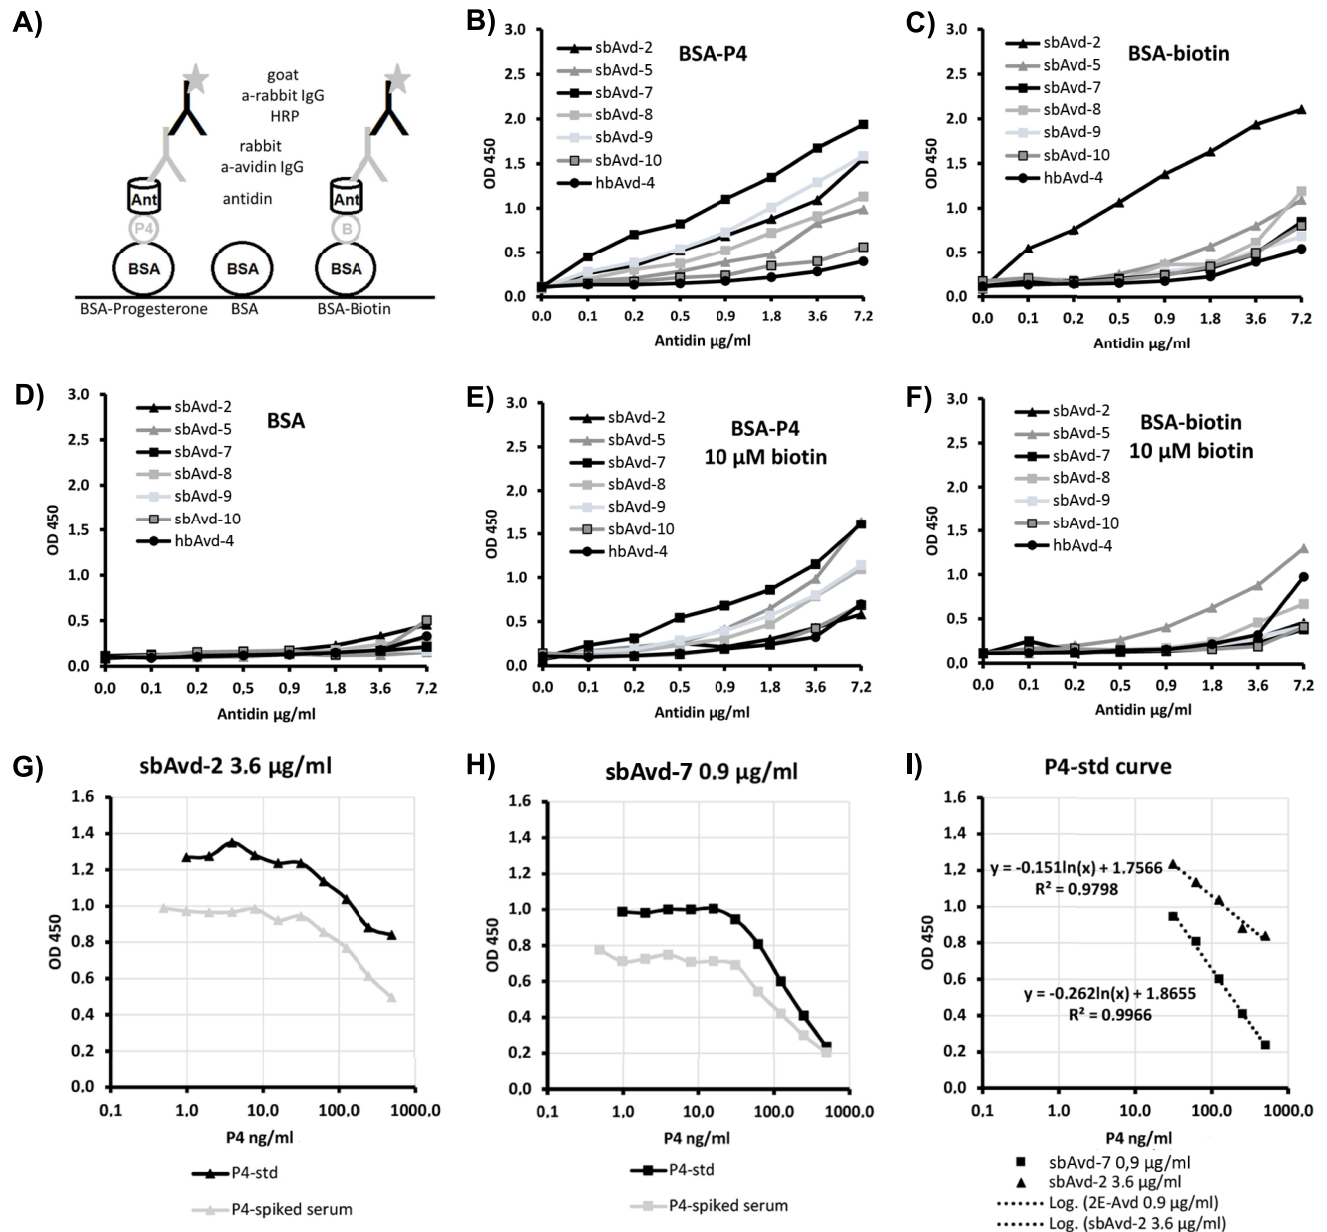 A)
goat
a-rabbit IgG
HRP
rabbit
a-avidin IgG
antidin
Ant
Ant
P4
B
BSA
BSA
BSA
BSA-Progesterone
BSA
BSA-Biotin
B)
BSA-P4
sbAvd-2
sbAvd-5
sbAvd-7
sbAvd-8
sbAvd-9
sbAvd-10
hbAvd-4
OD 450
3.0
2.5
2.0
1.5
1.0
0.5
0.0
0.0 0.1 0.2 0.5 0.9 1.8 3.6 7.2
Antidin µg/ml
C)
BSA-biotin
sbAvd-2
sbAvd-5
sbAvd-7
sbAvd-8
sbAvd-9
sbAvd-10
hbAvd-4
OD 450
3.0
2.5
2.0
1.5
1.0
0.5
0.0
0.0 0.1 0.2 0.5 0.9 1.8 3.6 7.2
Antidin µg/ml
D)
BSA
sbAvd-2
sbAvd-5
sbAvd-7
sbAvd-8
sbAvd-9
sbAvd-10
hbAvd-4
OD 450
3.0
2.5
2.0
1.5
1.0
0.5
0.0
0.0 0.1 0.2 0.5 0.9 1.8 3.6 7.2
Antidin µg/ml
E)
BSA-P4
10 µM biotin
sbAvd-2
sbAvd-5
sbAvd-7
sbAvd-8
sbAvd-9
sbAvd-10
hbAvd-4
OD 450
3.0
2.5
2.0
1.5
1.0
0.5
0.0
0.0 0.1 0.2 0.5 0.9 1.8 3.6 7.2
Antidin µg/ml
F)
BSA-biotin
10 µM biotin
sbAvd-2
sbAvd-5
sbAvd-7
sbAvd-8
sbAvd-9
sbAvd-10
hbAvd-4
OD 450
3.0
2.5
2.0
1.5
1.0
0.5
0.0
0.0 0.1 0.2 0.5 0.9 1.8 3.6 7.2
Antidin µg/ml
G)
sbAvd-2 3.6 µg/ml
OD 450
1.6
1.4
1.2
1.0
0.8
0.6
0.4
0.2
0.0
0.1 1.0 10.0 100.0 1000.0
P4 ng/ml
P4-std
P4-spiked serum
H)
sbAvd-7 0.9 µg/ml
OD 450
1.6
1.4
1.2
1.0
0.8
0.6
0.4
0.2
0.0
0.1 1.0 10.0 100.0 1000.0
P4 ng/ml
P4-std
P4-spiked serum
I)
P4-std curve
OD 450
1.6
1.4
1.2
1.0
0.8
0.6
0.4
0.2
0.0
y = -0.151ln(x) + 1.7566
R² = 0.9798
y = -0.262ln(x) + 1.8655
R² = 0.9966
0.1 1.0 10.0 100.0 1000.0
P4 ng/ml
sbAvd-7 0,9 µg/ml
sbAvd-2 3.6 µg/ml
Log. (2E-Avd 0.9 µg/ml)
Log. (sbAvd-2 3.6 µg/ml)